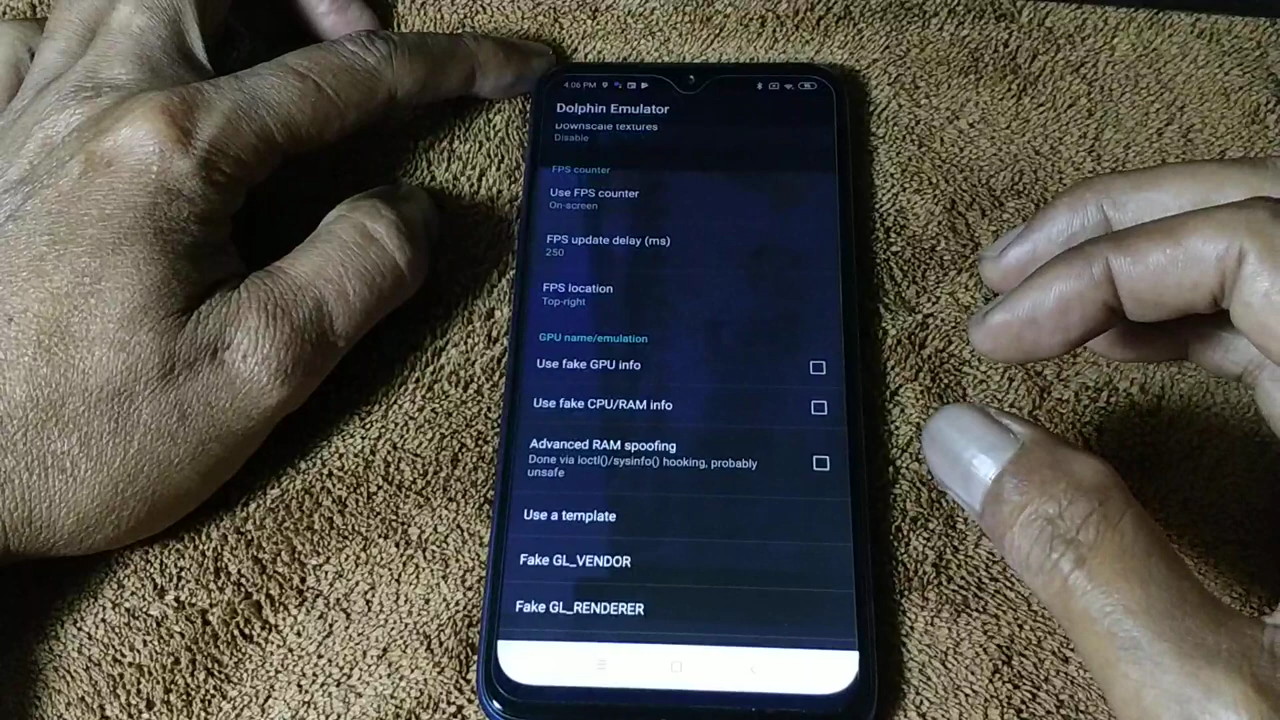 4:06 PM
Dolphin Emulator
Downscale textures
Disable
FPS counter
Use FPS counter
On-screen
FPS update delay (ms)
250
FPS location
Top-right
GPU name/emulation
Use fake GPU info
Use fake CPU/RAM info
Advanced RAM spoofing
Done via ioctl()/sysinfo() hooking, probably
unsafe
Use a template
Fake GL_VENDOR
Fake GL_RENDERER